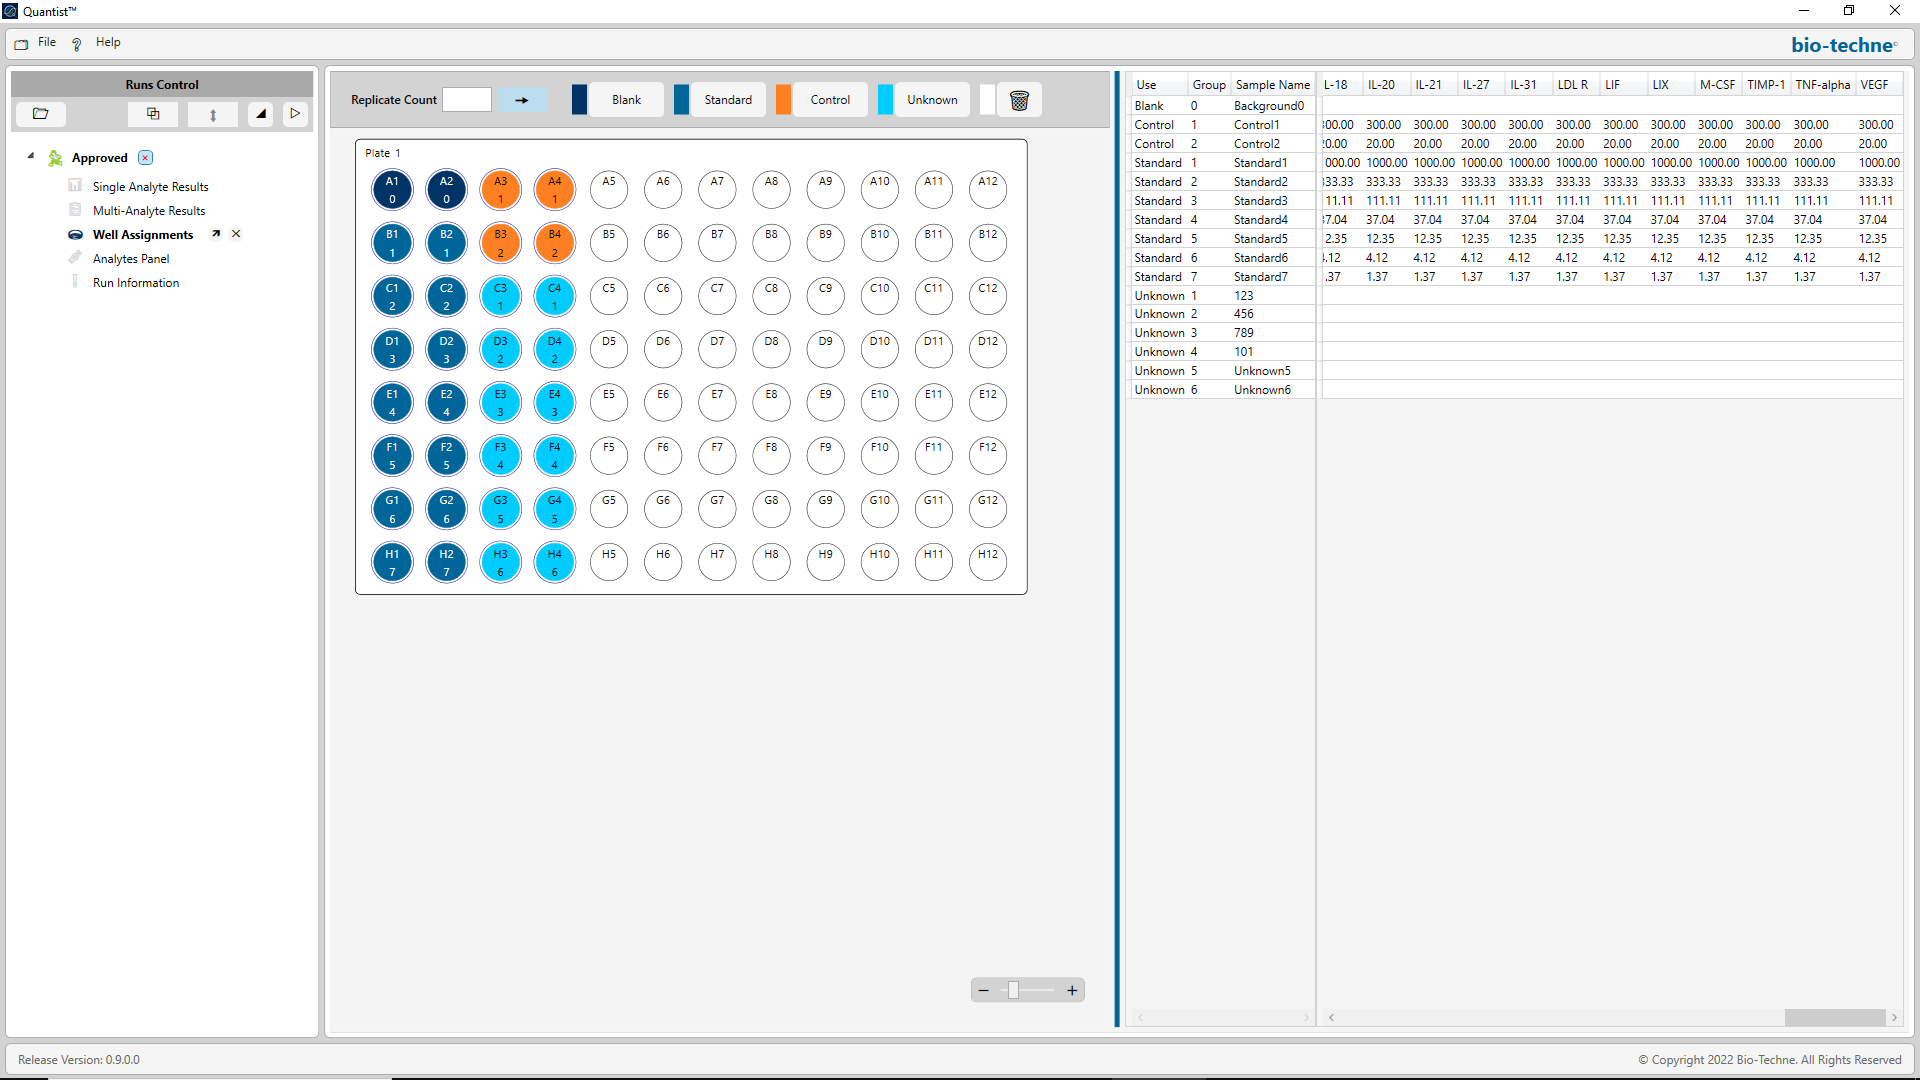 Quantist™
File ? Help
bio-techne®
Runs Control
Approved
Single Analyte Results
Multi-Analyte Results
Well Assignments
Analytes Panel
Run Information
Replicate Count
Blank Standard Control Unknown
Plate 1
A1 A2 A3 A4 A5 A6 A7 A8 A9 A10 A11 A12
0 0 1 1
B1 B2 B3 B4 B5 B6 B7 B8 B9 B10 B11 B12
1 1 2 2
C1 C2 C3 C4 C5 C6 C7 C8 C9 C10 C11 C12
2 2 1 1
D1 D2 D3 D4 D5 D6 D7 D8 D9 D10 D11 D12
3 3 2 2
E1 E2 E3 E4 E5 E6 E7 E8 E9 E10 E11 E12
4 4 3 3
F1 F2 F3 F4 F5 F6 F7 F8 F9 F10 F11 F12
5 5 4 4
G1 G2 G3 G4 G5 G6 G7 G8 G9 G10 G11 G12
6 6 5 5
H1 H2 H3 H4 H5 H6 H7 H8 H9 H10 H11 H12
7 7 6 6
Use Group Sample Name L-18 IL-20 IL-21 IL-27 IL-31 LDL R LIF LIX M-CSF TIMP-1 TNF-alpha VEGF
Blank 0 Background0
Control 1 Control1 300.00 300.00 300.00 300.00 300.00 300.00 300.00 300.00 300.00 300.00 300.00 300.00
Control 2 Control2 20.00 20.00 20.00 20.00 20.00 20.00 20.00 20.00 20.00 20.00 20.00 20.00
Standard 1 Standard1 000.00 1000.00 1000.00 1000.00 1000.00 1000.00 1000.00 1000.00 1000.00 1000.00 1000.00 1000.00
Standard 2 Standard2 333.33 333.33 333.33 333.33 333.33 333.33 333.33 333.33 333.33 333.33 333.33 333.33
Standard 3 Standard3 11.11 111.11 111.11 111.11 111.11 111.11 111.11 111.11 111.11 111.11 111.11 111.11
Standard 4 Standard4 37.04 37.04 37.04 37.04 37.04 37.04 37.04 37.04 37.04 37.04 37.04 37.04
Standard 5 Standard5 2.35 12.35 12.35 12.35 12.35 12.35 12.35 12.35 12.35 12.35 12.35 12.35
Standard 6 Standard6 .12 4.12 4.12 4.12 4.12 4.12 4.12 4.12 4.12 4.12 4.12 4.12
Standard 7 Standard7 .37 1.37 1.37 1.37 1.37 1.37 1.37 1.37 1.37 1.37 1.37 1.37
Unknown 1 123
Unknown 2 456
Unknown 3 789
Unknown 4 101
Unknown 5 Unknown5
Unknown 6 Unknown6
Release Version: 0.9.0.0
© Copyright 2022 Bio-Techne. All Rights Reserved